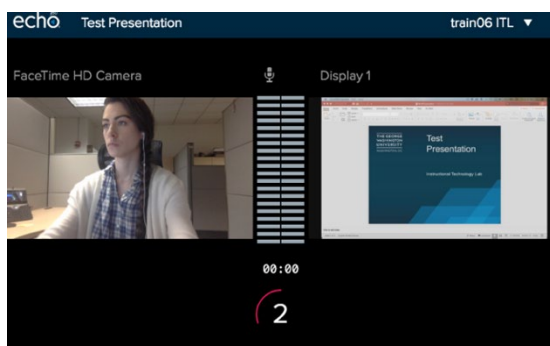 echo Test Presentation train06 ITL ▼
FaceTime HD Camera Display 1
THE GEORGE
WASHINGTON
UNIVERSITY
Test
Presentation
Instructional Technology Lab
00:00
2